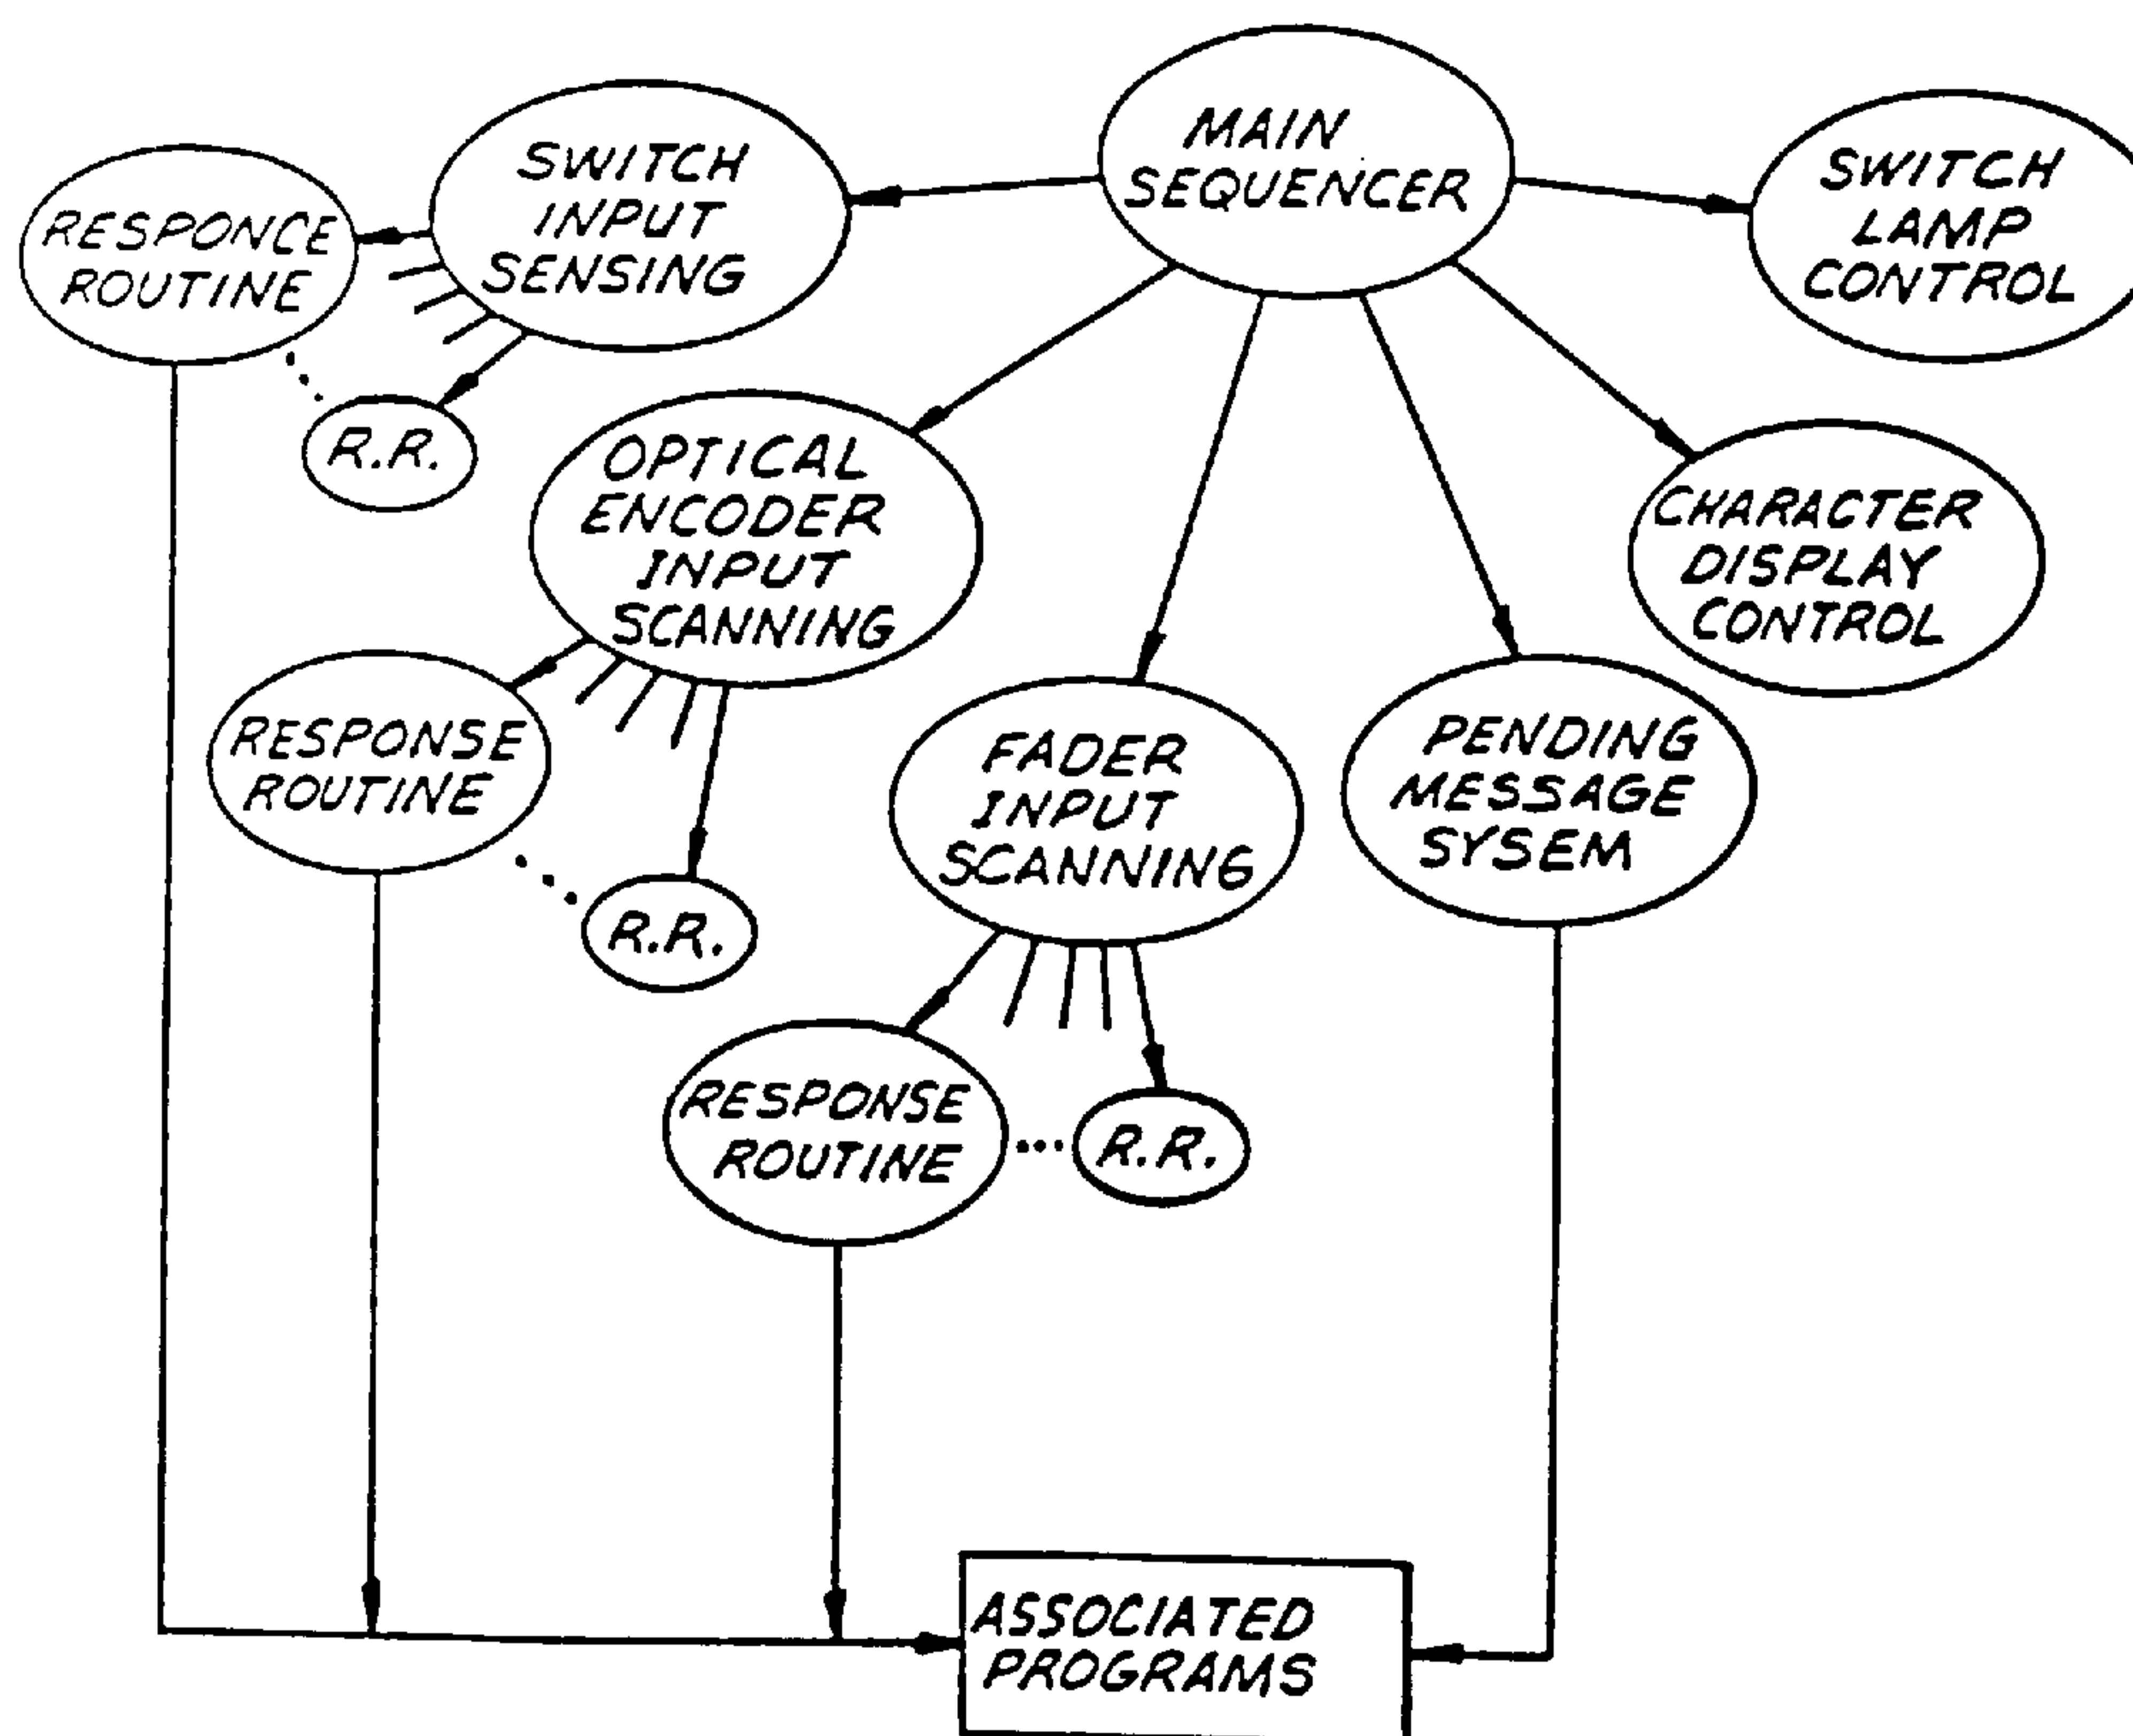 MAIN
SEQUENCER
SWITCH
INPUT
SENSING
SWITCH
LAMP
CONTROL
RESPONCE
ROUTINE
R.R.
OPTICAL
ENCODER
INPUT
SCANNING
CHARACTER
DISPLAY
CONTROL
RESPONSE
ROUTINE
R.R.
FADER
INPUT
SCANNING
PENDING
MESSAGE
SYSEM
RESPONSE
ROUTINE
R.R.
ASSOCIATED
PROGRAMS